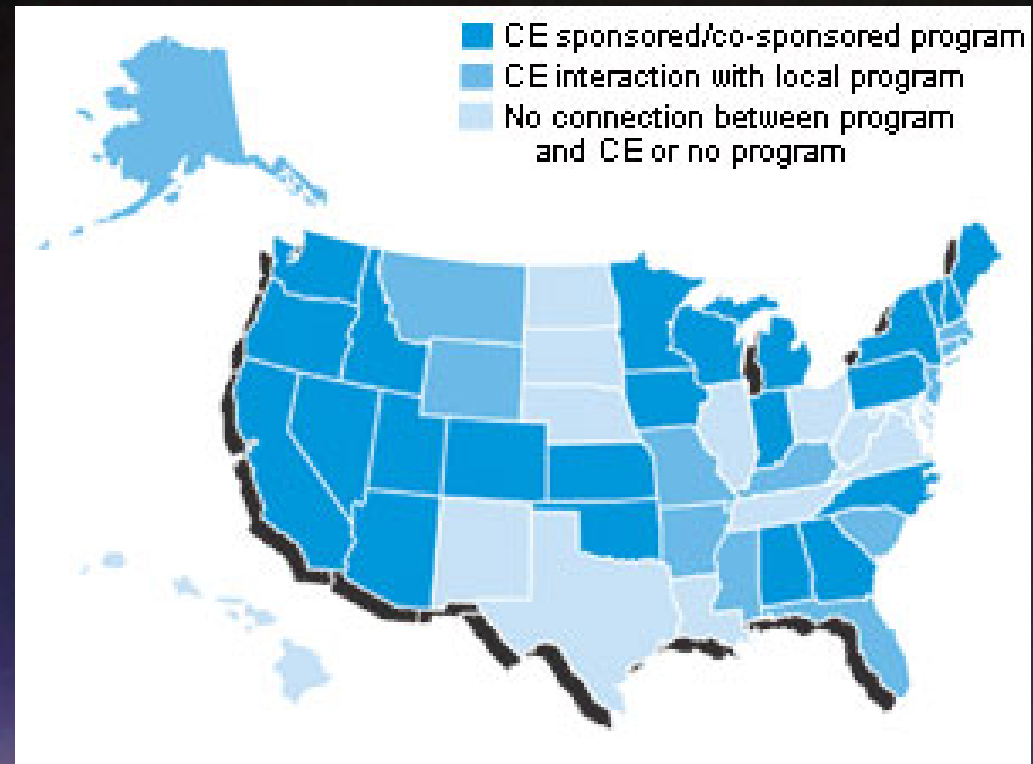 CE sponsored/co-sponsored program
CE interaction with local program
No connection between program
and CE or no program